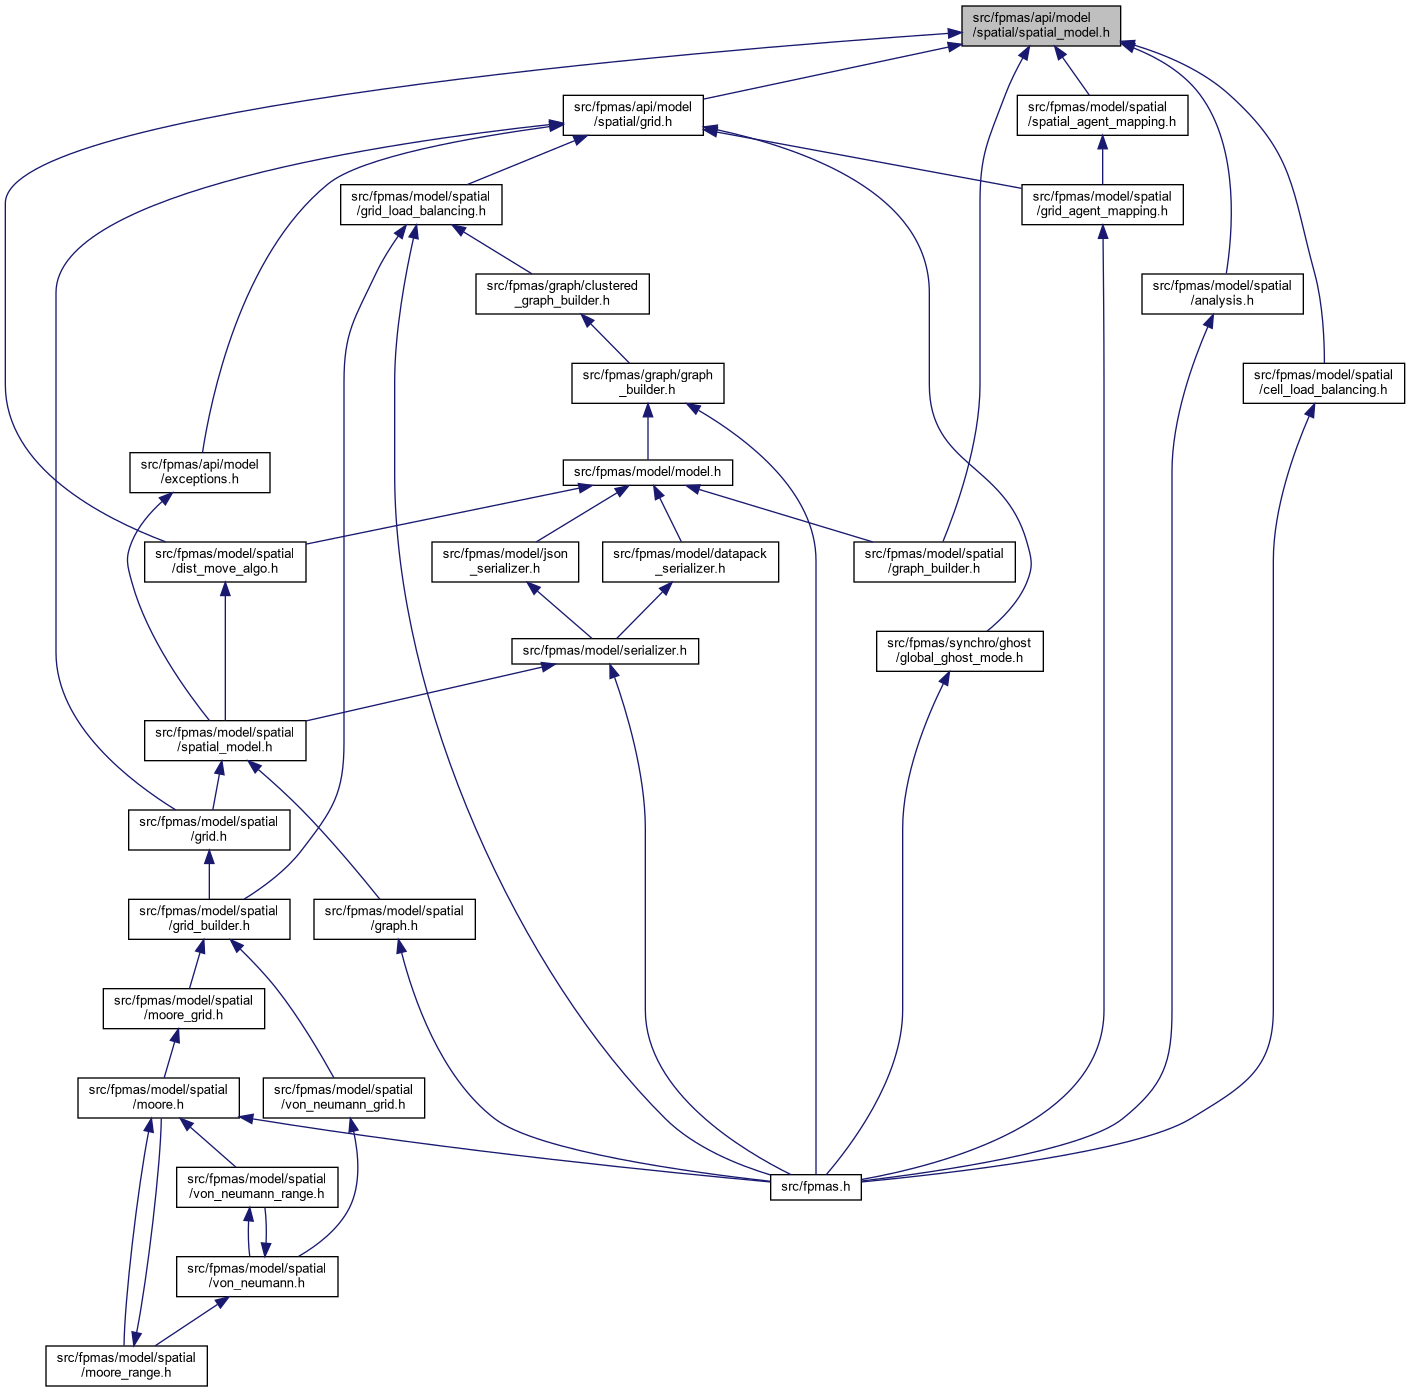 src/fpmas/api/model
/spatial/spatial_model.h
src/fpmas/api/model
/spatial/grid.h
src/fpmas/model/spatial
/spatial_agent_mapping.h
src/fpmas/model/spatial
/grid_load_balancing.h
src/fpmas/model/spatial
/grid_agent_mapping.h
src/fpmas/graph/clustered
_graph_builder.h
src/fpmas/model/spatial
/analysis.h
src/fpmas/graph/graph
_builder.h
src/fpmas/model/spatial
/cell_load_balancing.h
src/fpmas/api/model
/exceptions.h
src/fpmas/model/model.h
src/fpmas/model/spatial
/dist_move_algo.h
src/fpmas/model/json
_serializer.h
src/fpmas/model/datapack
_serializer.h
src/fpmas/model/spatial
/graph_builder.h
src/fpmas/model/serializer.h
src/fpmas/synchro/ghost
/global_ghost_mode.h
src/fpmas/model/spatial
/spatial_model.h
src/fpmas/model/spatial
/grid.h
src/fpmas/model/spatial
/grid_builder.h
src/fpmas/model/spatial
/graph.h
src/fpmas/model/spatial
/moore_grid.h
src/fpmas/model/spatial
/moore.h
src/fpmas/model/spatial
/von_neumann_grid.h
src/fpmas/model/spatial
/von_neumann_range.h
src/fpmas.h
src/fpmas/model/spatial
/von_neumann.h
src/fpmas/model/spatial
/moore_range.h